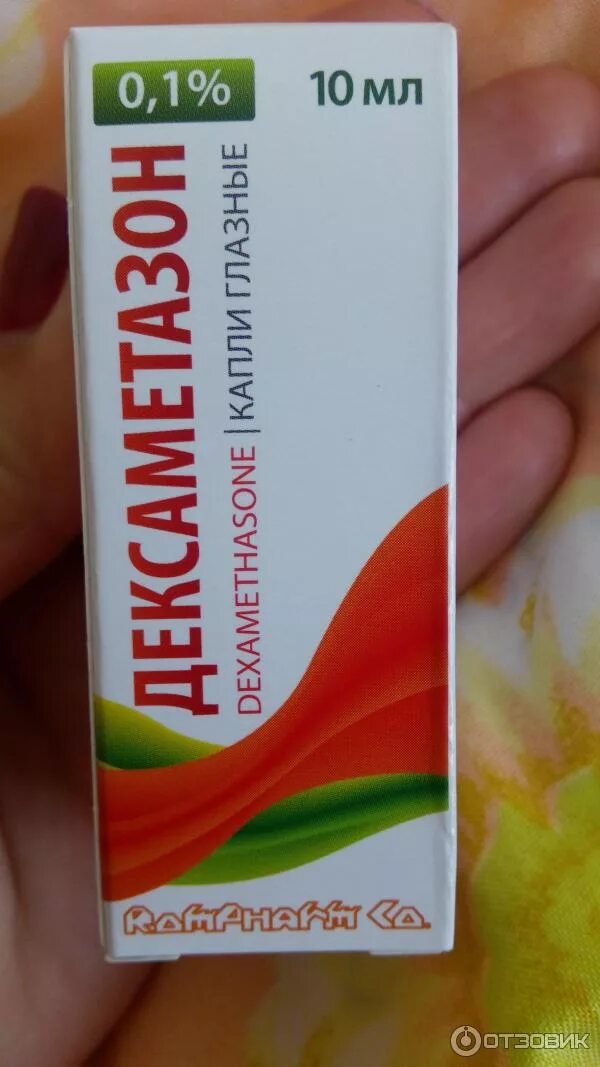 0,1%
10 мл
ДЕКСАМЕТАЗОН
DEXAMETHASONE | КАПЛИ ГЛАЗНЫЕ
ROMPHARM CO.
ОТЗОВИК